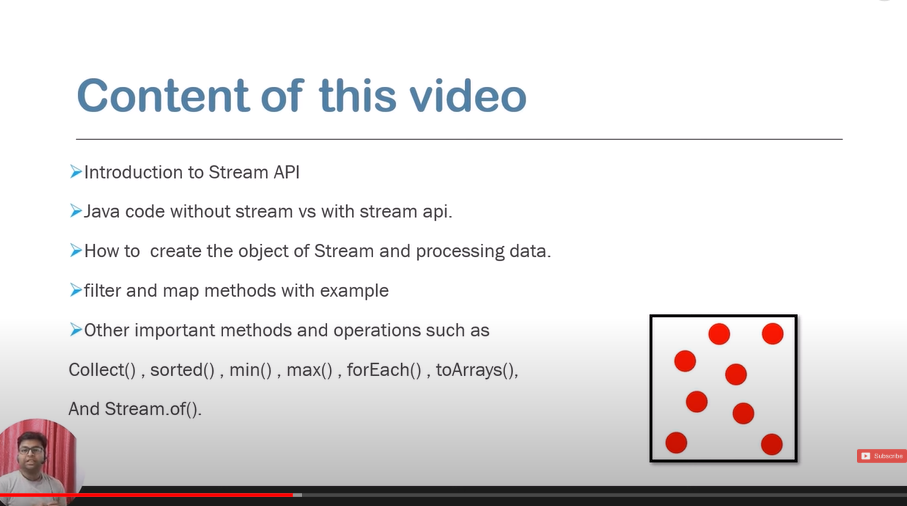 Content of this video
➢Introduction to Stream API
➢Java code without stream vs with stream api.
➢How to  create the object of Stream and processing data.
➢filter and map methods with example
➢Other important methods and operations such as
Collect() , sorted() , min() , max() , forEach() , toArrays(),
And Stream.of().
Subscribe